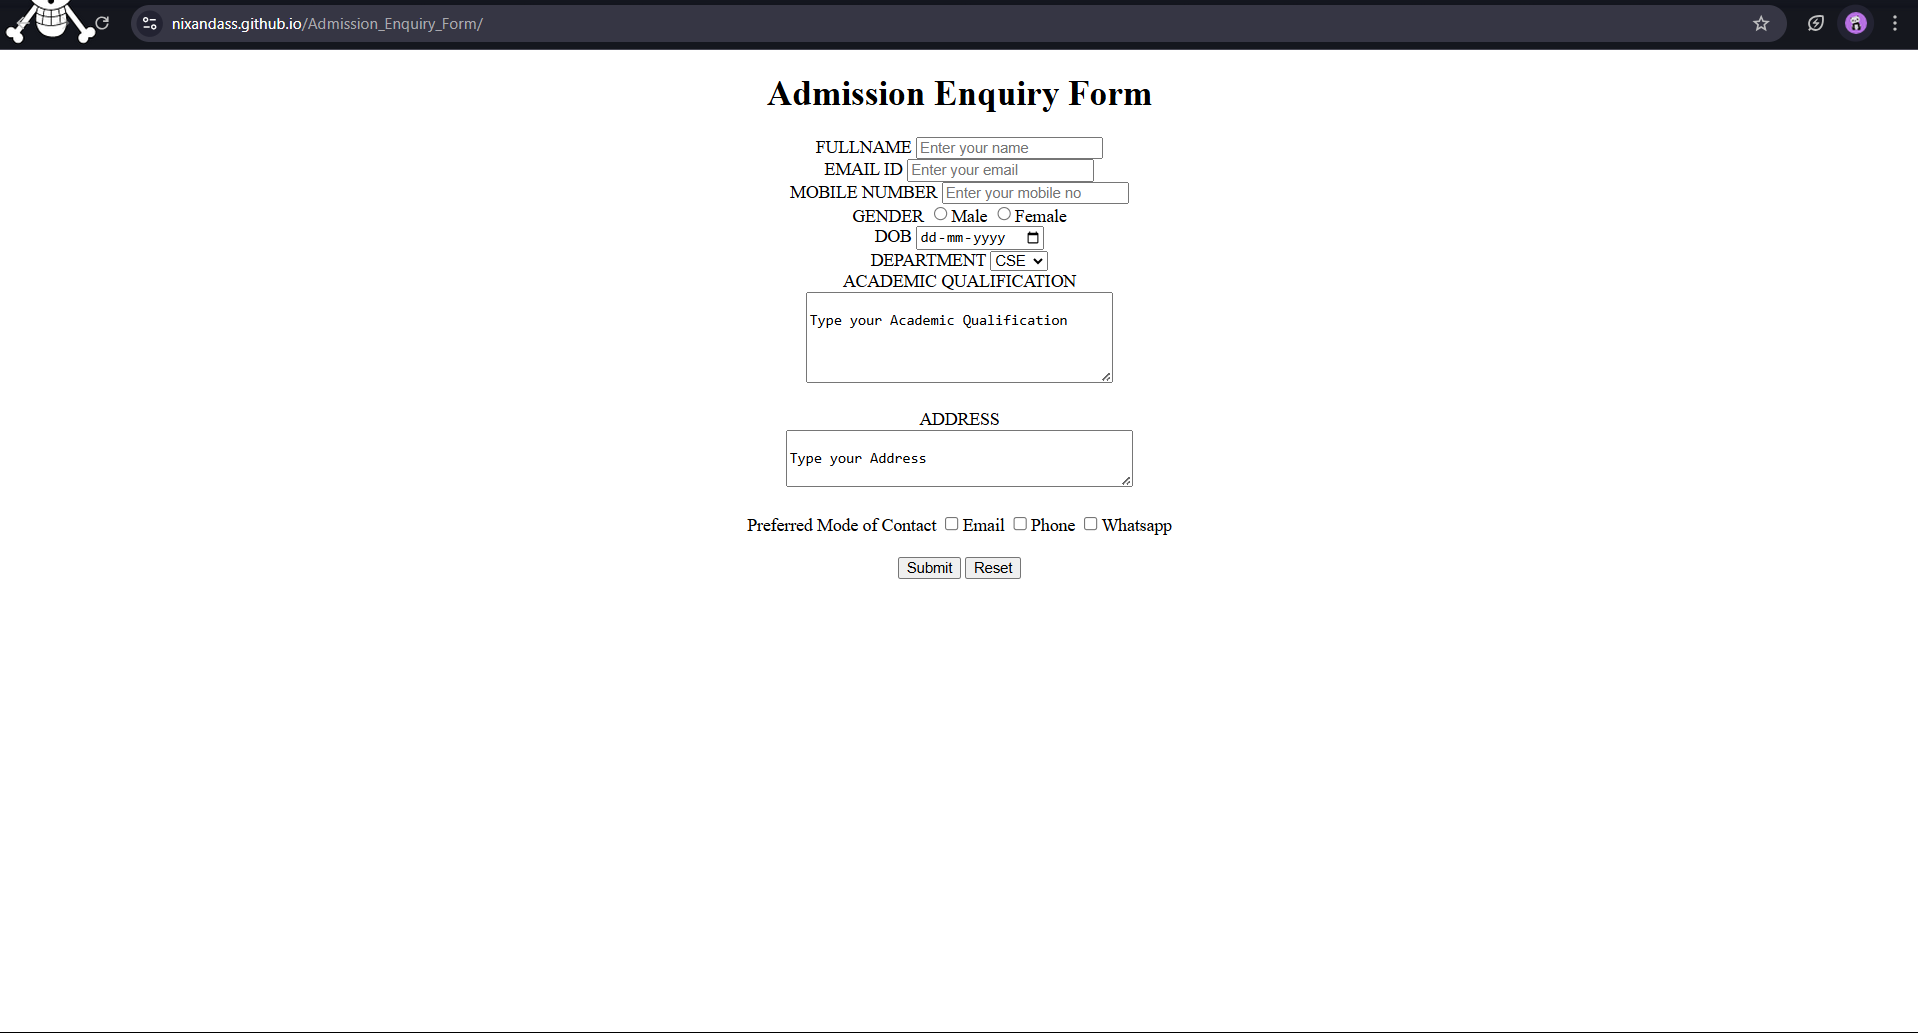 nixandass.github.io/Admission_Enquiry_Form/
Admission Enquiry Form
FULLNAME Enter your name
EMAIL ID Enter your email
MOBILE NUMBER Enter your mobile no
GENDER Male Female
DOB dd-mm-yyyy
DEPARTMENT CSE
ACADEMIC QUALIFICATION
Type your Academic Qualification
ADDRESS
Type your Address
Preferred Mode of Contact Email Phone Whatsapp
Submit Reset